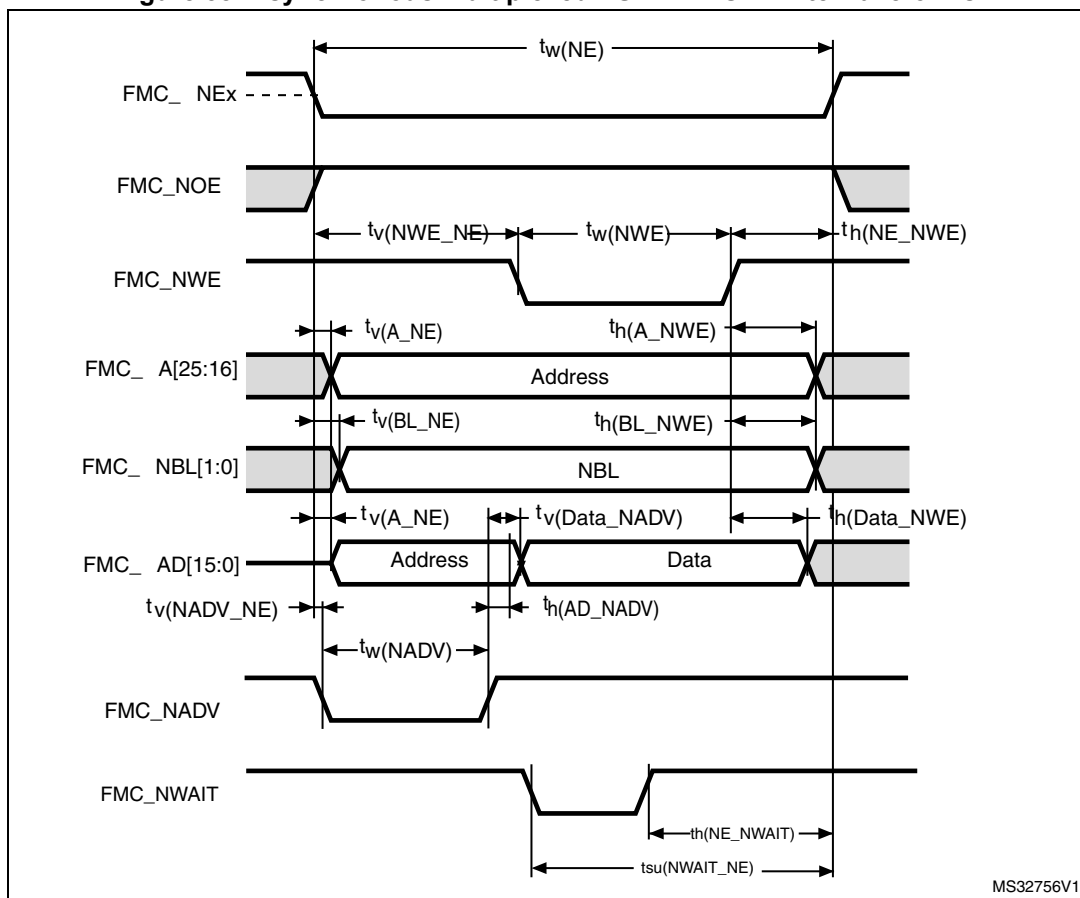 tw(NE)
FMC_ NEx
FMC_NOE
tv(NWE_NE) tw(NWE) th(NE_NWE)
FMC_NWE
tv(A_NE) th(A_NWE)
FMC_ A[25:16] Address
tv(BL_NE) th(BL_NWE)
FMC_ NBL[1:0] NBL
tv(A_NE) tv(Data_NADV) th(Data_NWE)
FMC_ AD[15:0] Address Data
tv(NADV_NE) th(AD_NADV)
tw(NADV)
FMC_NADV
FMC_NWAIT
th(NE_NWAIT)
tsu(NWAIT_NE)
MS32756V1